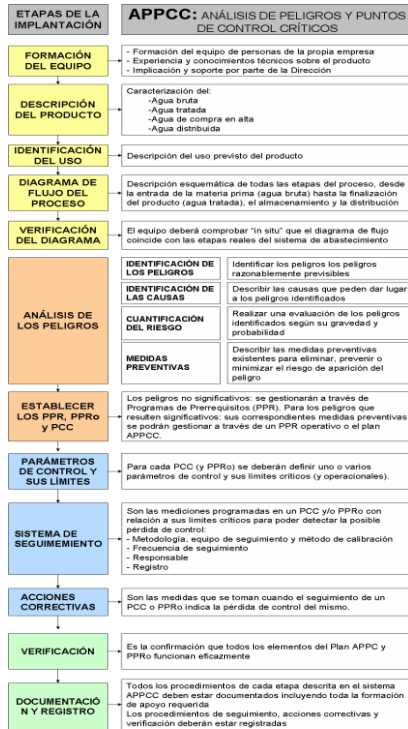 ETAPAS DE LA
IMPLANTACIÓN
APPCC: ANÁLISIS DE PELIGROS Y PUNTOS
DE CONTROL CRÍTICOS
FORMACIÓN
DEL EQUIPO
- Formación del equipo de personas de la propia empresa
- Experiencia y conocimientos técnicos sobre el producto
- Implicación y soporte por parte de la Dirección
DESCRIPCIÓN
DEL PRODUCTO
Caracterización del:
-Agua bruta
-Agua tratada
-Agua de compra en alta
-Agua distribuida
IDENTIFICACIÓN
DEL USO
Descripción del uso previsto del producto
DIAGRAMA DE
FLUJO DEL
PROCESO
Descripción esquemática de todas las etapas del proceso, desde
la entrada de la materia prima (agua bruta) hasta la finalización
del producto (agua tratada), el almacenamiento y la distribución
VERIFICACIÓN
DEL DIAGRAMA
El equipo deberá comprobar "in situ" que el diagrama de flujo
coincide con las etapas reales del sistema de abastecimiento
ANÁLISIS DE
LOS PELIGROS
IDENTIFICACIÓN DE
LOS PELIGROS
Identificar los peligros los peligros
razonablemente previsibles
IDENTIFICACIÓN DE
LAS CAUSAS
Describir las causas que peden dar lugar
a los peligros identificados
CUANTIFICACIÓN
DEL RIESGO
Realizar una evaluación de los peligros
identificados según su gravedad y
probabilidad
MEDIDAS
PREVENTIVAS
Describir las medidas preventivas
existentes para eliminar, prevenir o
minimizar el riesgo de aparición del
peligro
ESTABLECER
LOS PPR, PPRo
y PCC
Los peligros no significativos: se gestionarán a través de
Programas de Prerrequisitos (PPR). Para los peligros que
resulten significativos: sus correspondientes medidas preventivas
se podrán gestionar a través de un PPR operativo o el plan
APPCC.
PARÁMETROS
DE CONTROL Y
SUS LÍMITES
Para cada PCC (y PPRo) se deberán definir uno o varios
parámetros de control y sus límites críticos (y operacionales).
SISTEMA DE
SEGUIMEMIENTO
Son las mediciones programadas en un PCC y/o PPRo con
relación a sus límites críticos para poder detectar la posible
pérdida de control:
- Metodología, equipo de seguimiento y método de calibración
- Frecuencia de seguimiento
- Responsable
- Registro
ACCIONES
CORRECTIVAS
Son las medidas que se toman cuando el seguimiento de un
PCC o PPRo indica la pérdida de control del mismo.
VERIFICACIÓN
Es la confirmación que todos los elementos del Plan APPC y
PPRo funcionan eficazmente
DOCUMENTACIÓ
N Y REGISTRO
Todos los procedimientos de cada etapa descrita en el sistema
APPCC deben estar documentados incluyendo toda la formación
de apoyo requerida
Los procedimientos de seguimiento, acciones correctivas y
verificación deberán estar registradas